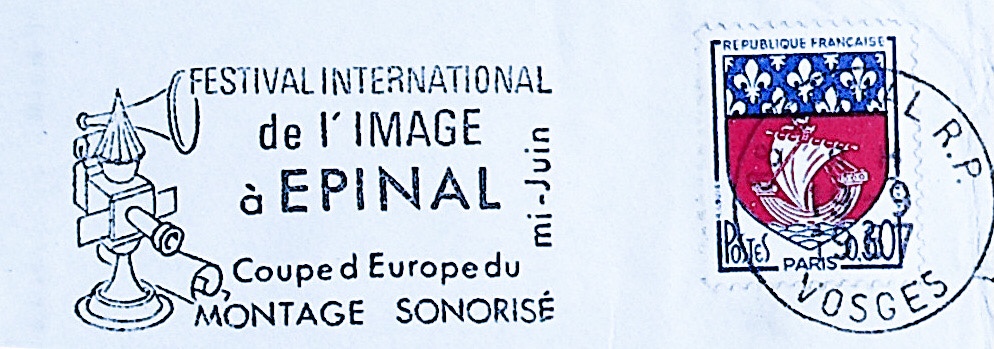 FESTIVAL INTERNATIONAL
de l'IMAGE
à EPINAL
mi-Juin
Coupe d Europe du
MONTAGE SONORISÉ
REPUBLIQUE FRANÇAISE
POSTES
0.30
PARIS
L R.P.
VOSGES